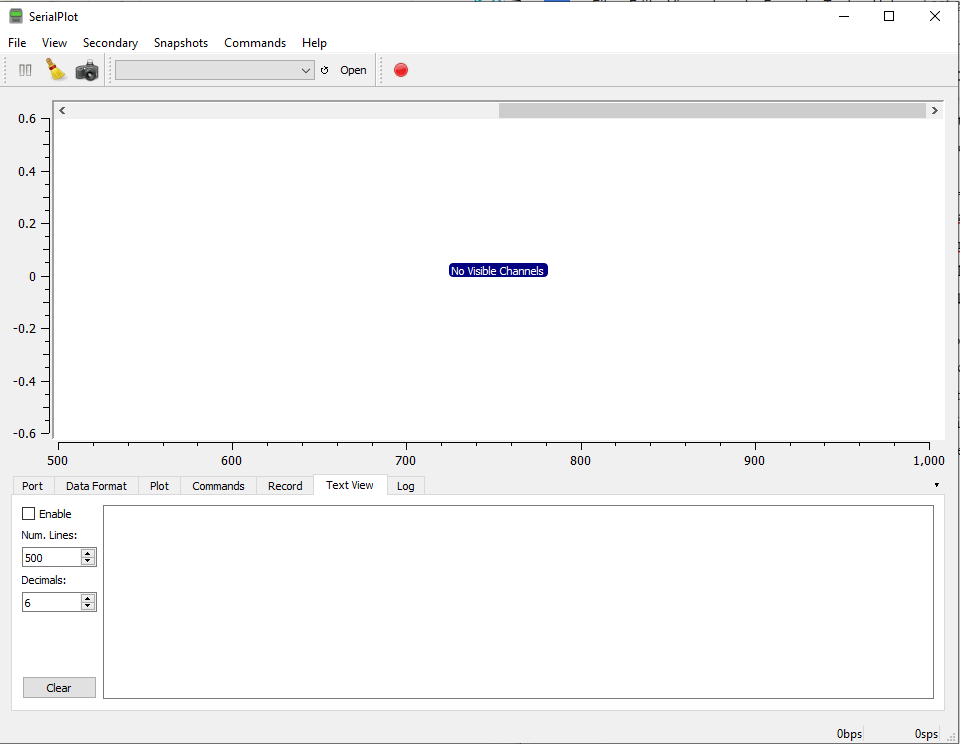 SerialPlot
File View Secondary Snapshots Commands Help
Open
0.6
0.4
0.2
0
-0.2
-0.4
-0.6
No Visible Channels
500 600 700 800 900 1,000
Port Data Format Plot Commands Record Text View Log
Enable
Num. Lines:
500
Decimals:
6
Clear
0bps 0sps